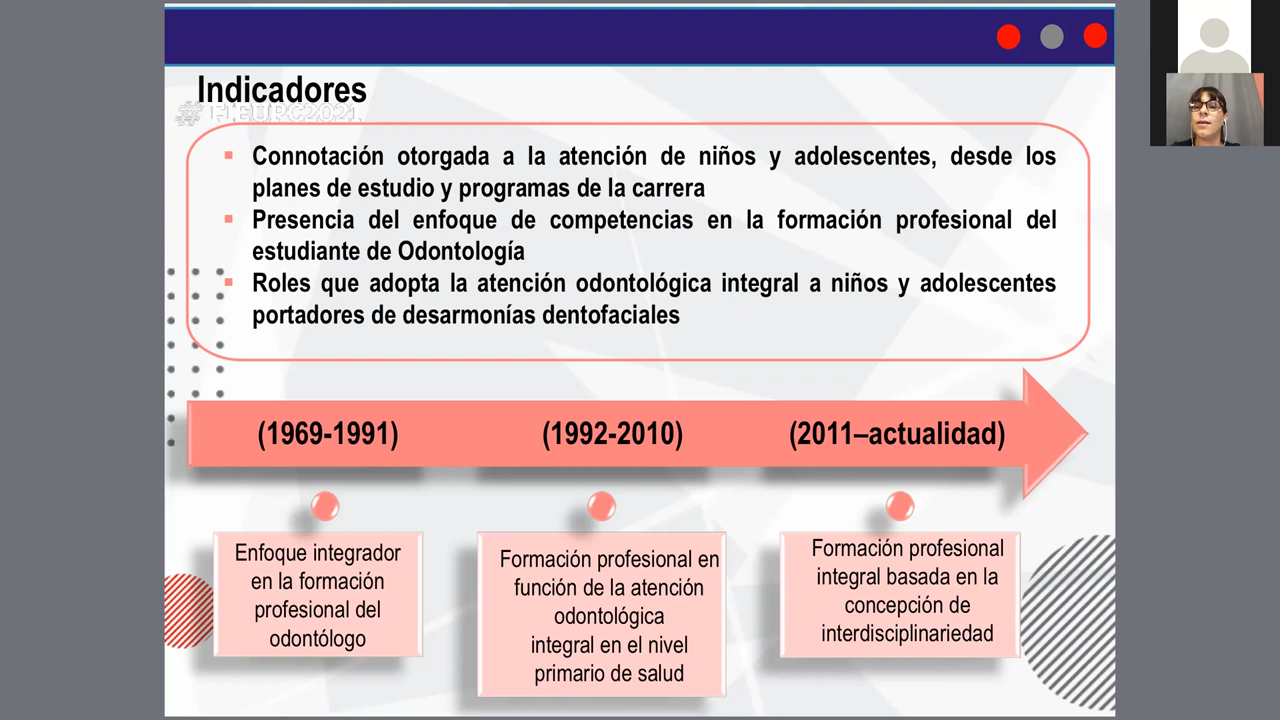 Indicadores
#FIEUPG2021
Connotación otorgada a la atención de niños y adolescentes, desde los
planes de estudio y programas de la carrera
Presencia del enfoque de competencias en la formación profesional del
estudiante de Odontología
Roles que adopta la atención odontológica integral a niños y adolescentes
portadores de desarmonías dentofaciales
(1969-1991)
(1992-2010)
(2011–actualidad)
Enfoque integrador
en la formación
profesional del
odontólogo
Formación profesional en
función de la atención
odontológica
integral en el nivel
primario de salud
Formación profesional
integral basada en la
concepción de
interdisciplinariedad